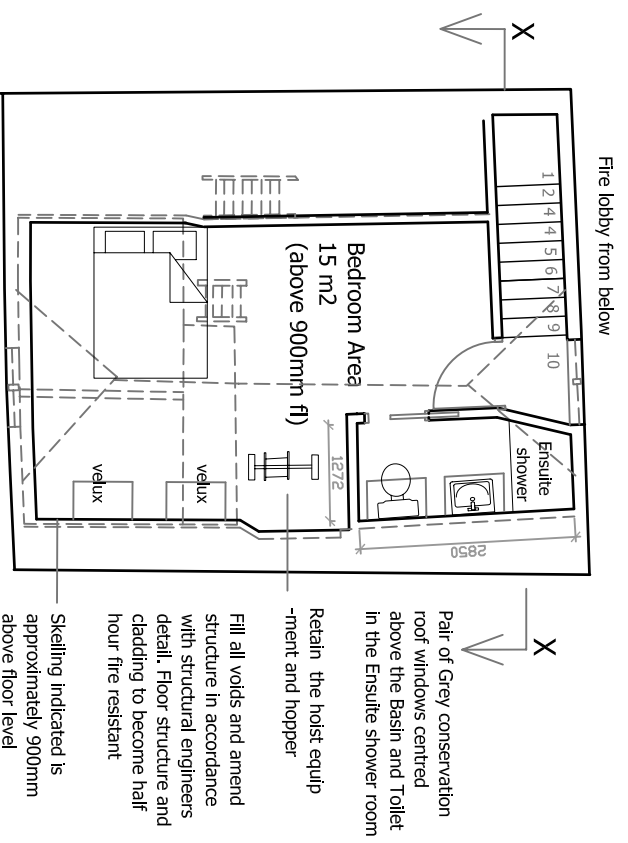 Fire lobby from below
X
1 2 4 4 5 6 7 8 9 10
Ensuite
shower
Bedroom Area
15 m2
(above 900mm fl)
1272
2850
velux
velux
X
Pair of Grey conservation
roof windows centred
above the Basin and Toilet
in the Ensuite shower room
Retain the hoist equip
-ment and hopper
Fill all voids and amend
structure in accordance
with structural engineers
detail. Floor structure and
cladding to become half
hour fire resistant
Skelling indicated is
approximately 900mm
above floor level